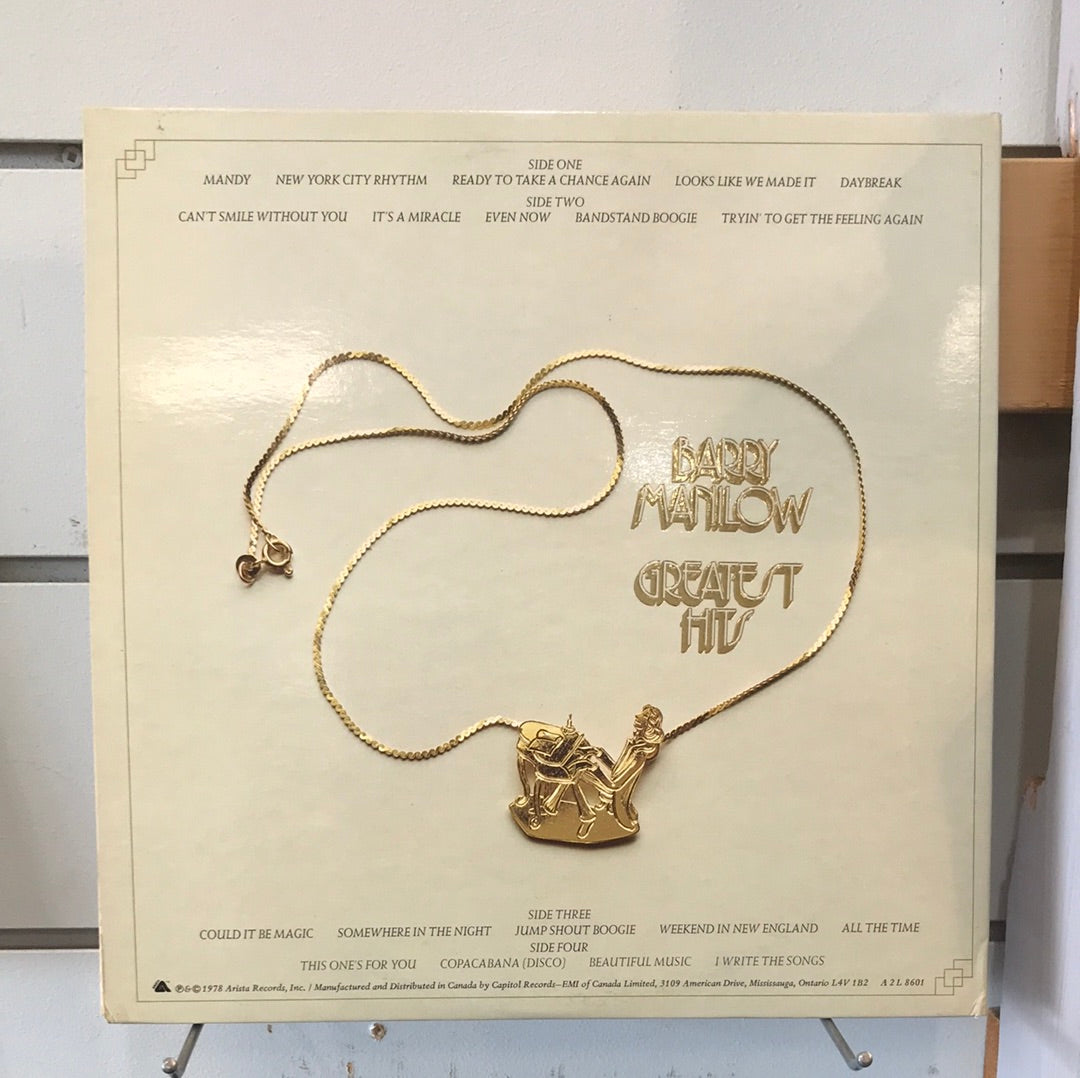 SIDE ONE
MANDY NEW YORK CITY RHYTHM READY TO TAKE A CHANCE AGAIN LOOKS LIKE WE MADE IT DAYBREAK
SIDE TWO
CAN'T SMILE WITHOUT YOU IT'S A MIRACLE EVEN NOW BANDSTAND BOOGIE TRYIN' TO GET THE FEELING AGAIN
BARRY
MANILOW
GREATEST
HITS
SIDE THREE
COULD IT BE MAGIC SOMEWHERE IN THE NIGHT JUMP SHOUT BOOGIE WEEKEND IN NEW ENGLAND ALL THE TIME
SIDE FOUR
THIS ONE'S FOR YOU COPACABANA (DISCO) BEAUTIFUL MUSIC I WRITE THE SONGS
℗&©1978 Arista Records, Inc. / Manufactured and Distributed in Canada by Capitol Records–EMI of Canada Limited, 3109 American Drive, Mississauga, Ontario L4V 1B2 A2L 8601